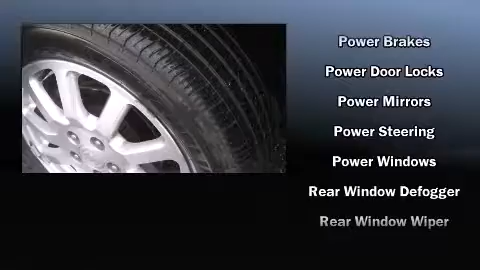 Power Brakes
Power Door Locks
Power Mirrors
Power Steering
Power Windows
Rear Window Defogger
Rear Window Wiper